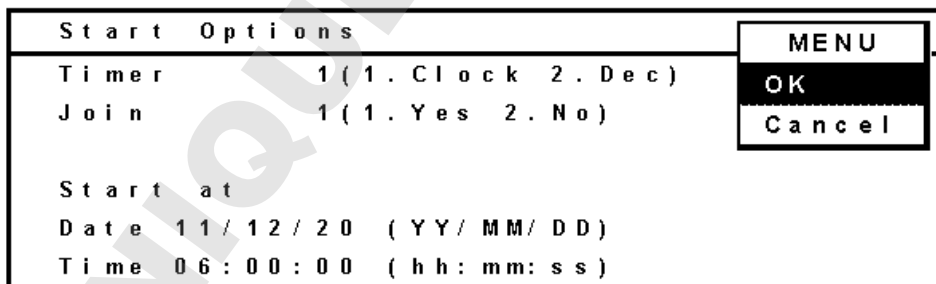 Start Options
MENU
Timer 1(1.Clock 2.Dec)
OK
Join 1(1.Yes 2.No)
Cancel
Start at
Date 11/12/20 (YY/MM/DD)
Time 06:00:00 (hh:mm:ss)